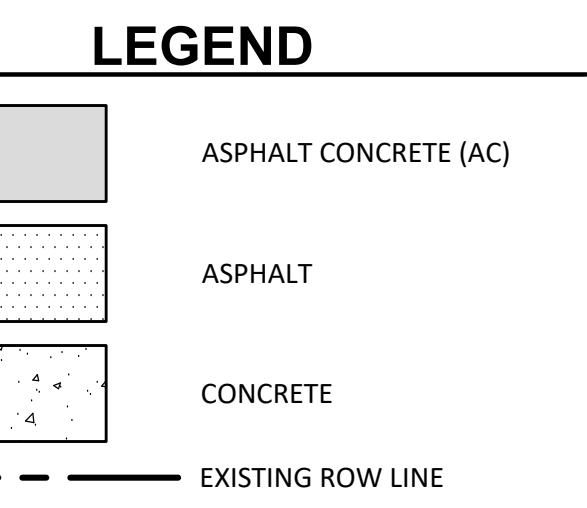 LEGEND
ASPHALT CONCRETE (AC)
ASPHALT
CONCRETE
EXISTING ROW LINE